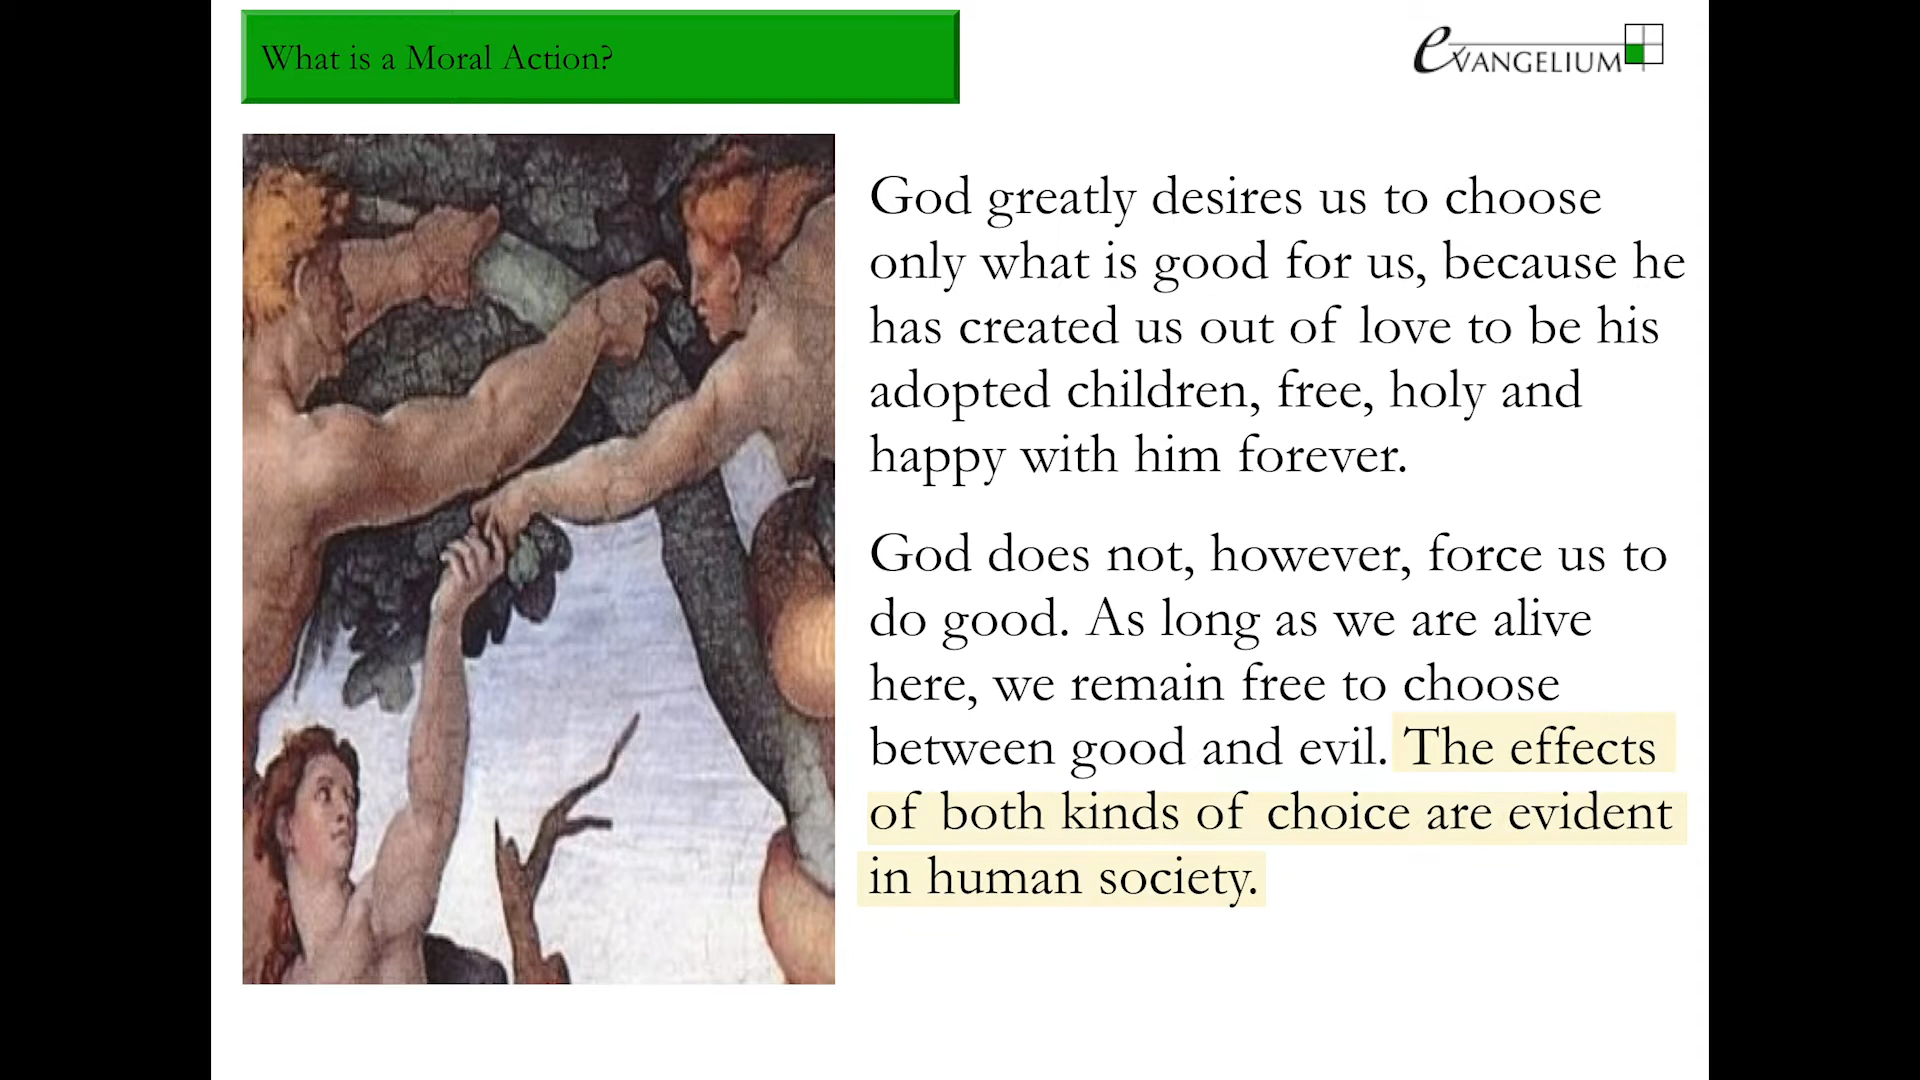 What is a Moral Action?
eVANGELIUM
God greatly desires us to choose
only what is good for us, because he
has created us out of love to be his
adopted children, free, holy and
happy with him forever.
God does not, however, force us to
do good. As long as we are alive
here, we remain free to choose
between good and evil. The effects
of both kinds of choice are evident
in human society.